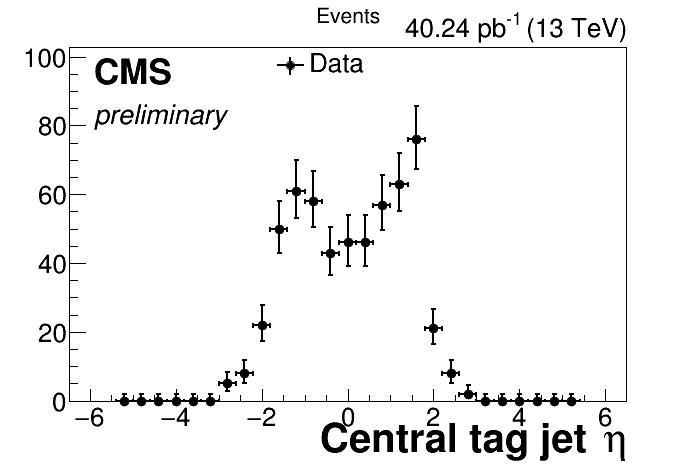 Events
40.24 pb-1 (13 TeV)
100
CMS
Data
preliminary
80
60
40
20
0
−6 −4 −2 0 2 4 6
Central tag jet η